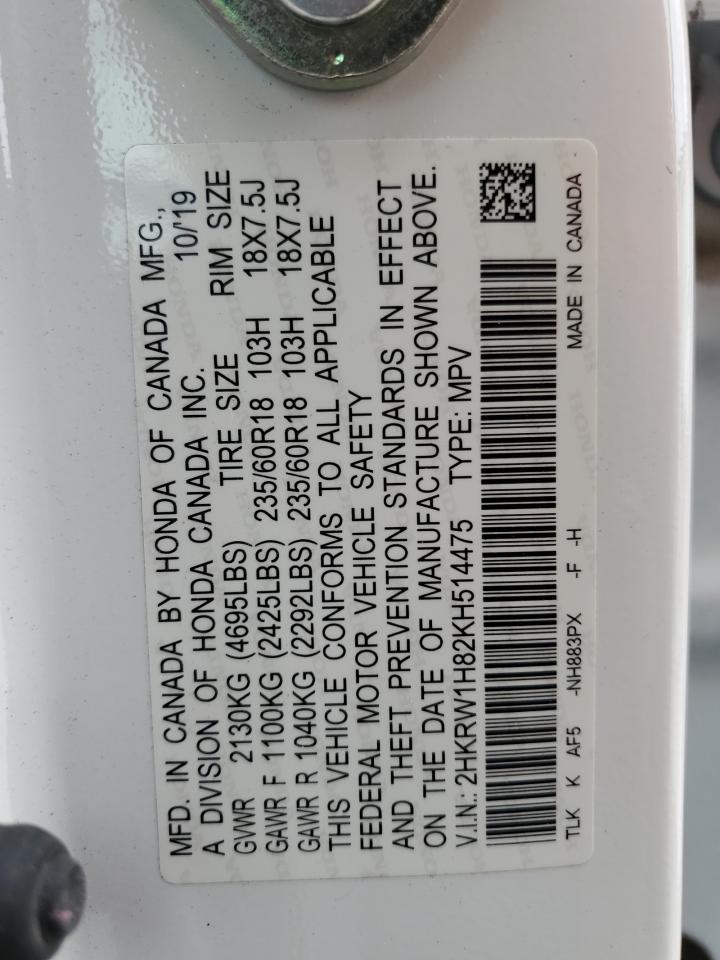 MFD. IN CANADA BY HONDA OF CANADA MFG.,
A DIVISION OF HONDA CANADA INC. 10/'19
GVWR 2130KG (4695LBS) TIRE SIZE RIM SIZE
GAWR F 1100KG (2425LBS) 235/60R18 103H 18X7.5J
GAWR R 1040KG (2292LBS) 235/60R18 103H 18X7.5J
THIS VEHICLE CONFORMS TO ALL APPLICABLE
FEDERAL MOTOR VEHICLE SAFETY
AND THEFT PREVENTION STANDARDS IN EFFECT
ON THE DATE OF MANUFACTURE SHOWN ABOVE.
V.I.N.: 2HKRW1H82KH514475 TYPE: MPV
TLK K AF5 -NH883PX -F -H MADE IN CANADA